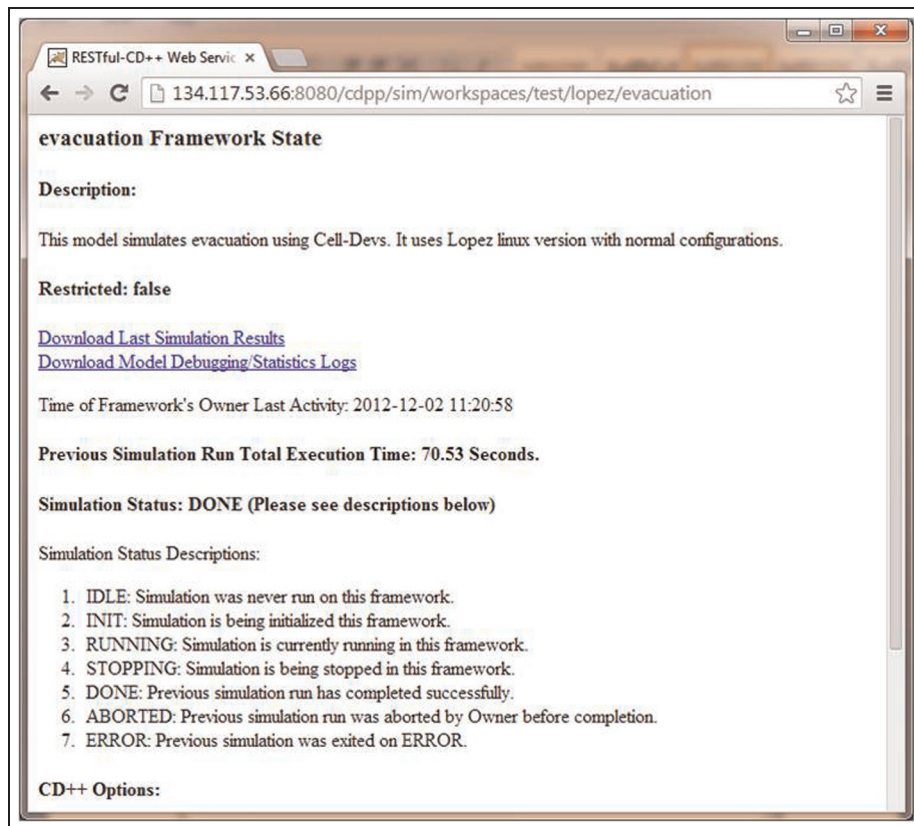 RESTful-CD++ Web Servic
134.117.53.66:8080/cdpp/sim/workspaces/test/lopez/evacuation
evacuation Framework State
Description:
This model simulates evacuation using Cell-Devs. It uses Lopez linux version with normal configurations.
Restricted: false
Download Last Simulation Results
Download Model Debugging/Statistics Logs
Time of Framework's Owner Last Activity: 2012-12-02 11:20:58
Previous Simulation Run Total Execution Time: 70.53 Seconds.
Simulation Status: DONE (Please see descriptions below)
Simulation Status Descriptions:
1. IDLE: Simulation was never run on this framework.
2. INIT: Simulation is being initialized this framework.
3. RUNNING: Simulation is currently running in this framework.
4. STOPPING: Simulation is being stopped in this framework.
5. DONE: Previous simulation run has completed successfully.
6. ABORTED: Previous simulation run was aborted by Owner before completion.
7. ERROR: Previous simulation was exited on ERROR.
CD++ Options: